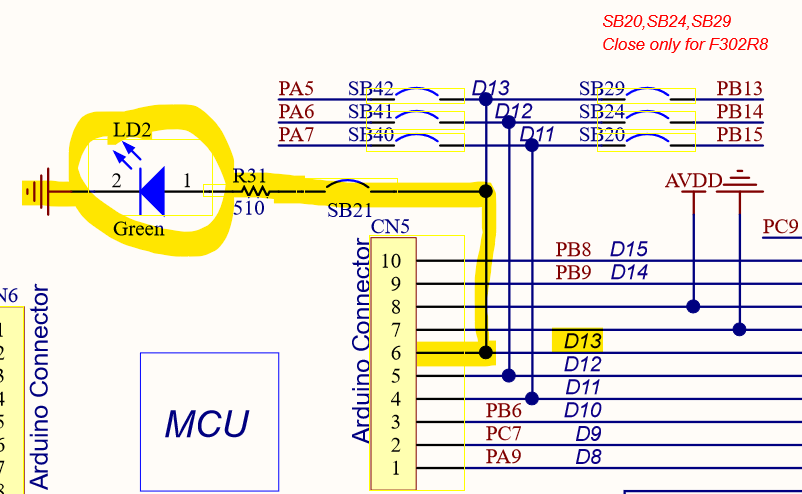 SB20,SB24,SB29
Close only for F302R8
PA5 SB42 D13 SB29 PB13
PA6 SB41 D12 SB24 PB14
PA7 SB40 D11 SB20 PB15
LD2
2 1
Green
R31
510
SB21
AVDD
PC9
CN5
Arduino Connector
10 PB8 D15
9 PB9 D14
8
7
6 D13
5 D12
4 D11
3 PB6 D10
2 PC7 D9
1 PA9 D8
N6
Arduino Connector
1
2
3
4
5
6
7
8
MCU